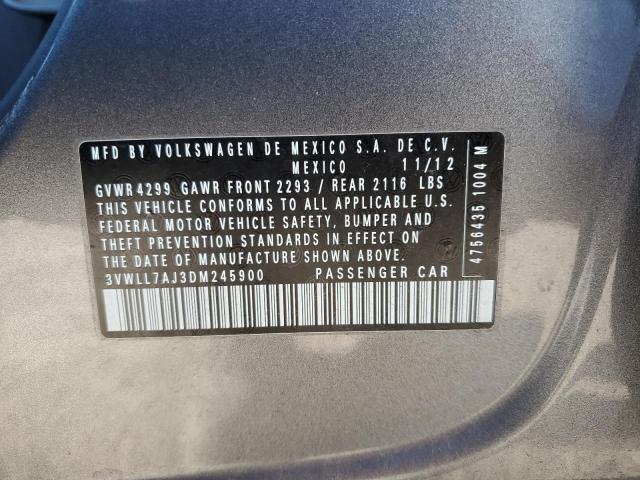 MFD BY VOLKSWAGEN DE MEXICO S.A. DE C.V.
MEXICO 11/12
GVWR 4299 GAWR FRONT 2293 / REAR 2116 LBS
THIS VEHICLE CONFORMS TO ALL APPLICABLE U.S.
FEDERAL MOTOR VEHICLE SAFETY, BUMPER AND
THEFT PREVENTION STANDARDS IN EFFECT ON
THE DATE OF MANUFACTURE SHOWN ABOVE.
3VWLL7AJ3DM245900 PASSENGER CAR
4756435 1004 M